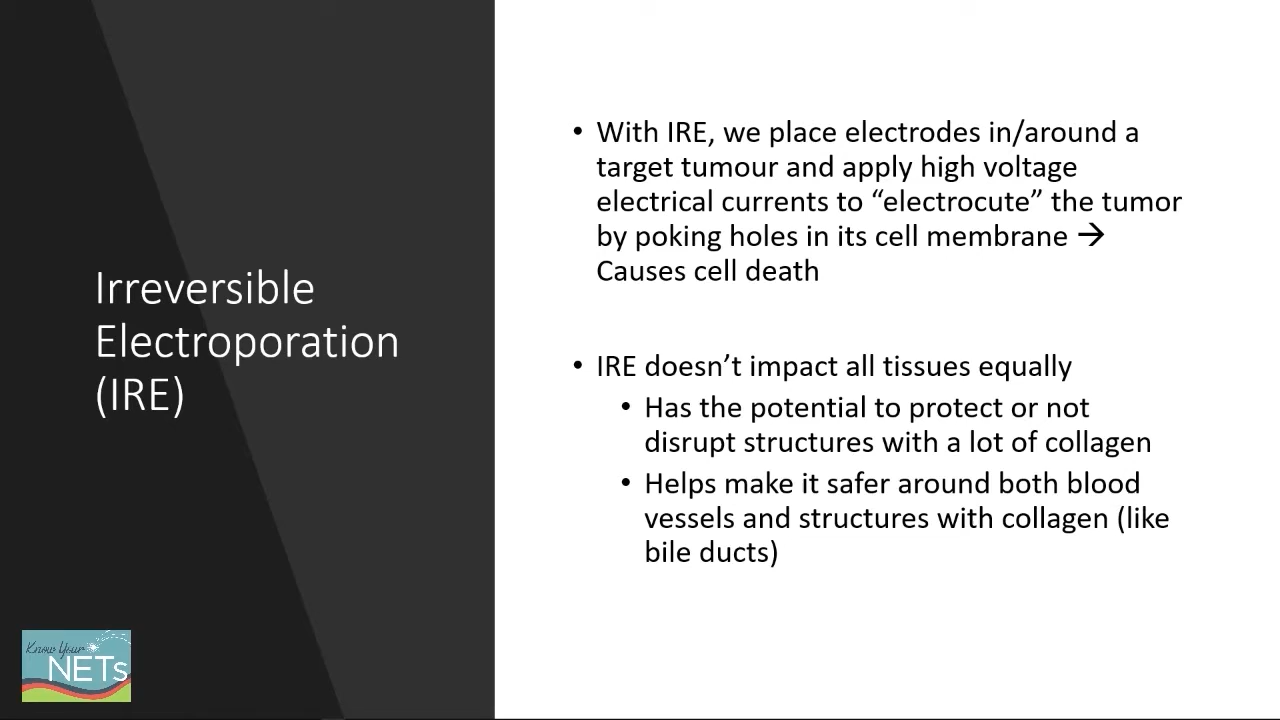 Irreversible
Electroporation
(IRE)
• With IRE, we place electrodes in/around a
target tumour and apply high voltage
electrical currents to “electrocute” the tumor
by poking holes in its cell membrane →
Causes cell death
• IRE doesn’t impact all tissues equally
• Has the potential to protect or not
disrupt structures with a lot of collagen
• Helps make it safer around both blood
vessels and structures with collagen (like
bile ducts)
Know Your
NETs